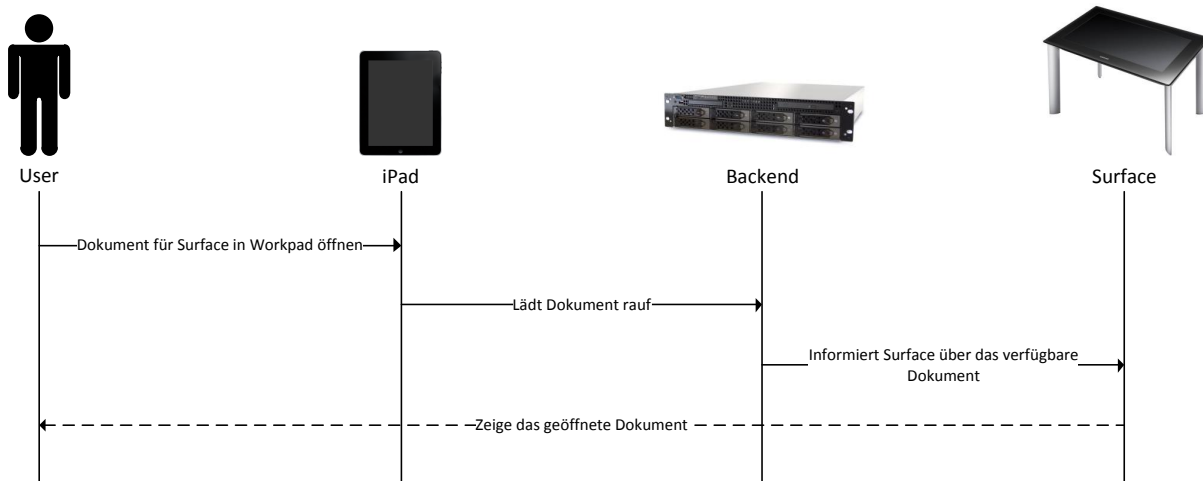 User
iPad
Backend
Surface
Dokument für Surface in Workpad öffnen
Lädt Dokument rauf
Informiert Surface über das verfügbare
Dokument
Zeige das geöffnete Dokument